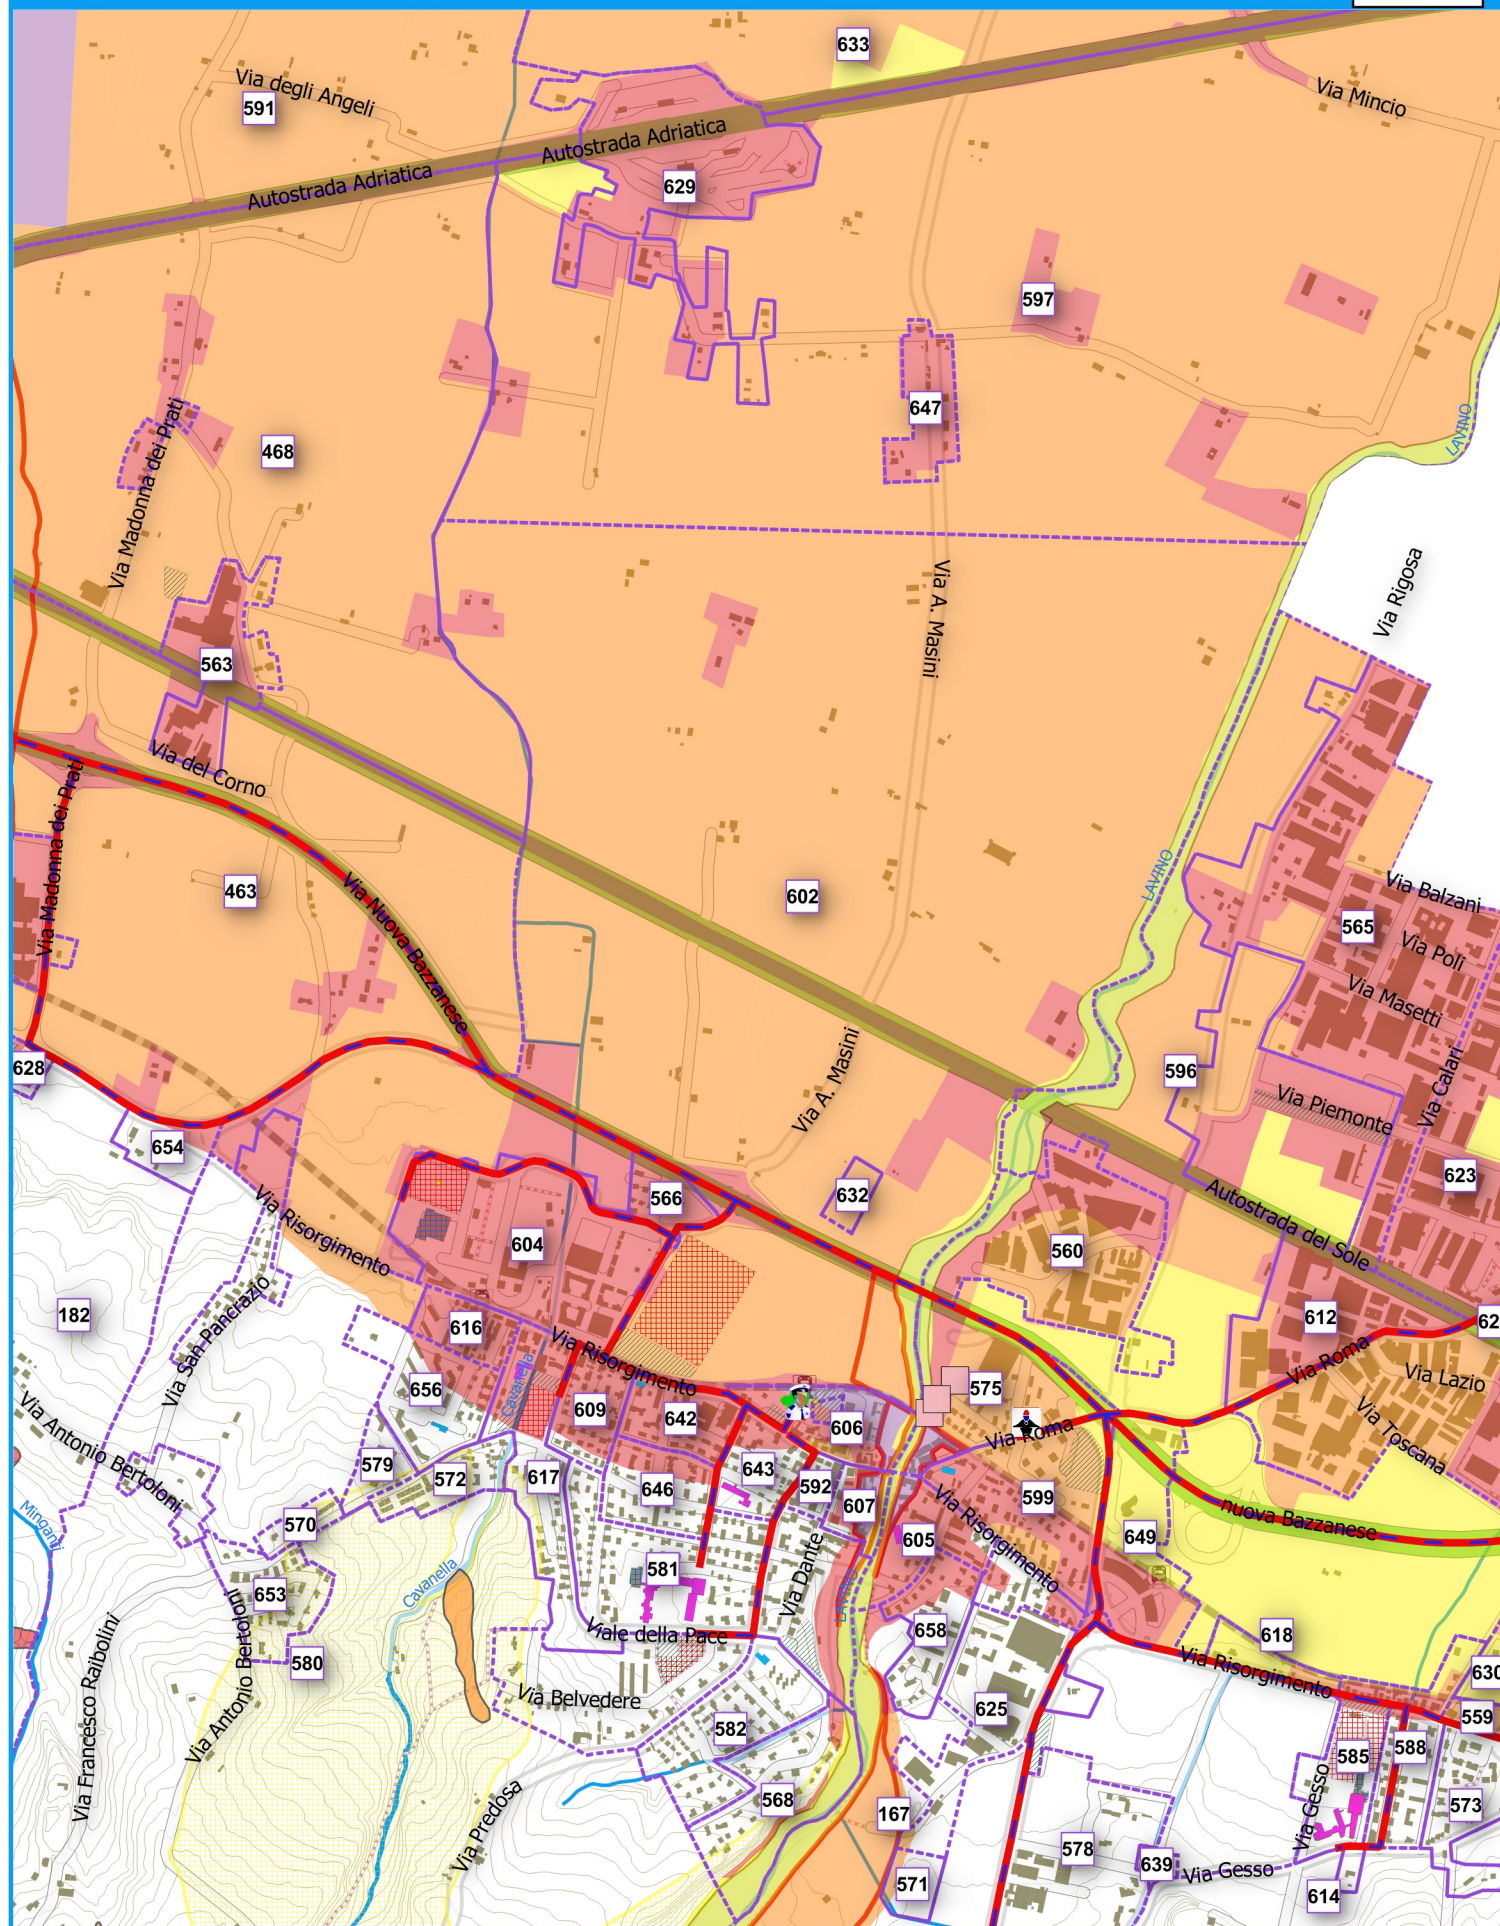 633
Via degli Angeli
591
Via Mincio
Autostrada Adriatica
Autostrada Adriatica
629
597
647
LAVINO
468
Via Madonna dei Prati
Via Rigosa
Via A. Masini
563
Via del Corno
Via Madonna dei Prati
463
Via Nuova Bazzanese
602
LAVINO
Via Balzani
565
Via Poli
Via Masetti
628
596
Via A. Masini
Via Piemonte
Via Calari
654
623
Via Risorgimento
566
632
Autostrada del Sole
604
560
182
Via San Pancrazio
616
612
62
Via Risorgimento
Via Roma
Via Lazio
Cavanella
656
575
609
642
606
Via Roma
Via Toscana
Via Antonio Bertoloni
579
572
617
643
592
646
607
599
Via Risorgimento
nuova Bazzanese
Minganti
570
605
649
581
Via Dante
Cavanella
653
LAVINO
Via Antonio Bertoloni
Via Francesco Raibolini
580
Viale della Pace
658
618
Via Risorgimento
630
Via Belvedere
625
559
582
588
585
568
167
Via Gesso
573
Via Predosa
578
639
Via Gesso
571
614